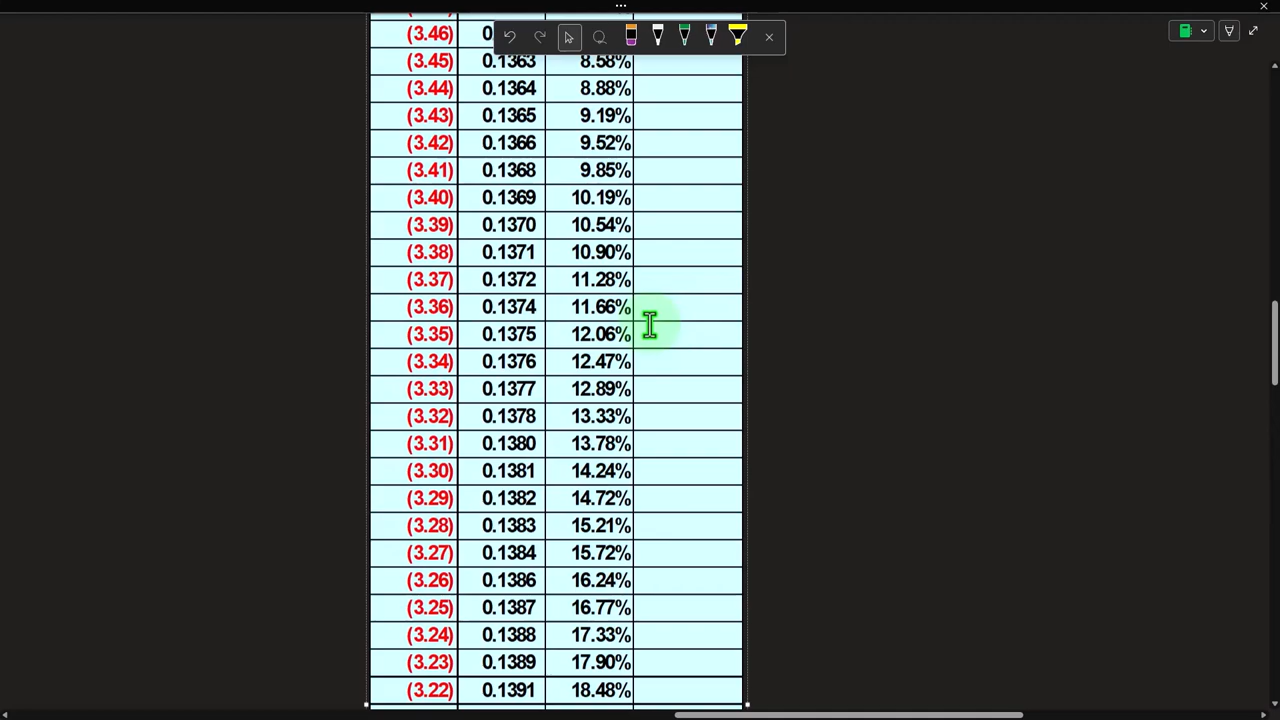 (3.46) 0
(3.45) 0.1363 8.58%
(3.44) 0.1364 8.88%
(3.43) 0.1365 9.19%
(3.42) 0.1366 9.52%
(3.41) 0.1368 9.85%
(3.40) 0.1369 10.19%
(3.39) 0.1370 10.54%
(3.38) 0.1371 10.90%
(3.37) 0.1372 11.28%
(3.36) 0.1374 11.66%
(3.35) 0.1375 12.06%
(3.34) 0.1376 12.47%
(3.33) 0.1377 12.89%
(3.32) 0.1378 13.33%
(3.31) 0.1380 13.78%
(3.30) 0.1381 14.24%
(3.29) 0.1382 14.72%
(3.28) 0.1383 15.21%
(3.27) 0.1384 15.72%
(3.26) 0.1386 16.24%
(3.25) 0.1387 16.77%
(3.24) 0.1388 17.33%
(3.23) 0.1389 17.90%
(3.22) 0.1391 18.48%